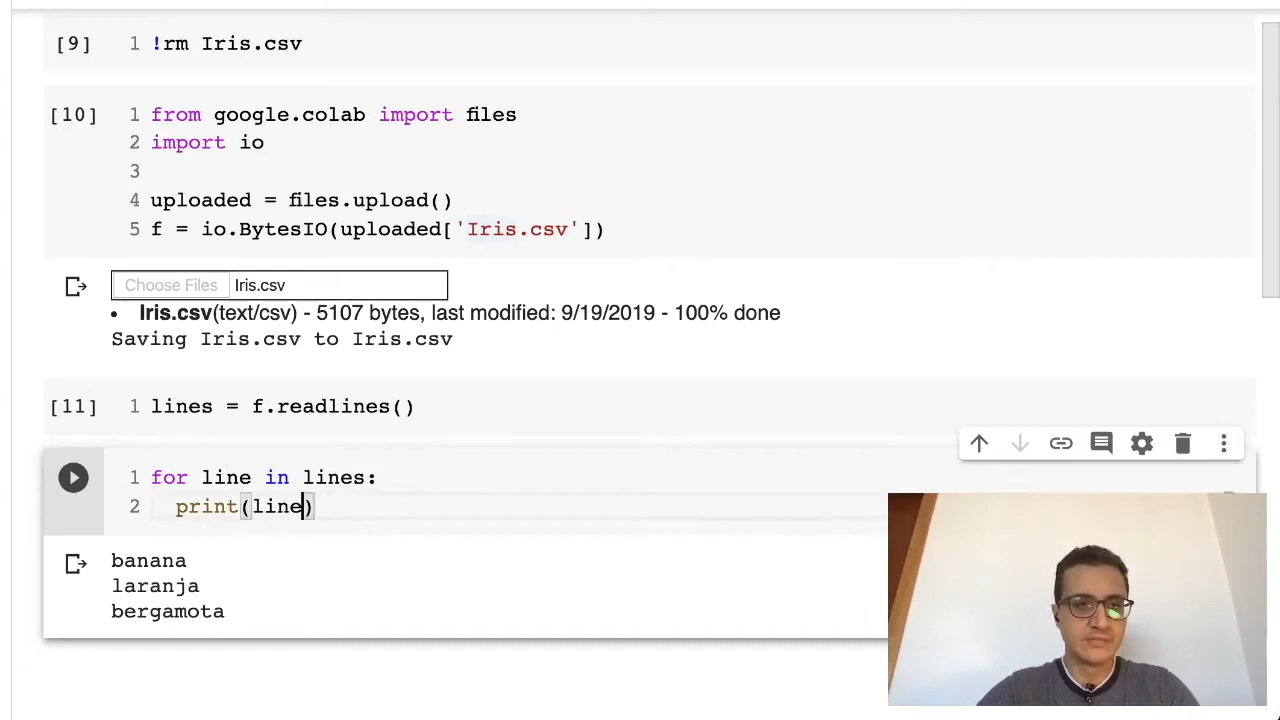 [9] 1 !rm Iris.csv
[10] 1 from google.colab import files
2 import io
3
4 uploaded = files.upload()
5 f = io.BytesIO(uploaded['Iris.csv'])
Choose Files Iris.csv
• Iris.csv(text/csv) - 5107 bytes, last modified: 9/19/2019 - 100% done
Saving Iris.csv to Iris.csv
[11] 1 lines = f.readlines()
1 for line in lines:
2 print(line)
banana
laranja
bergamota